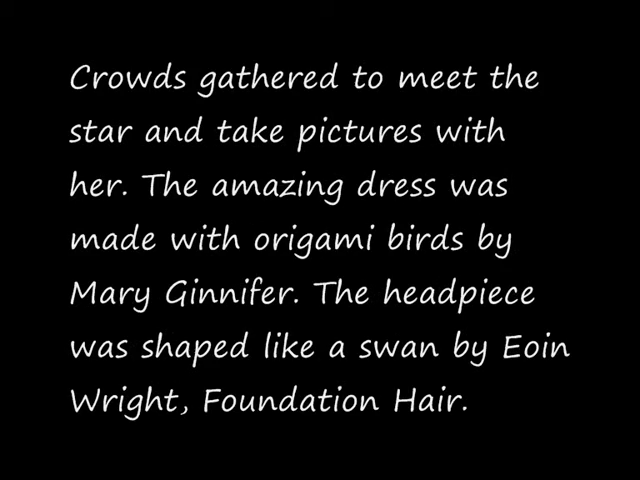 Crowds gathered to meet the
star and take pictures with
her. The amazing dress was
made with origami birds by
Mary Ginnifer. The headpiece
was shaped like a swan by Eoin
Wright, Foundation Hair.